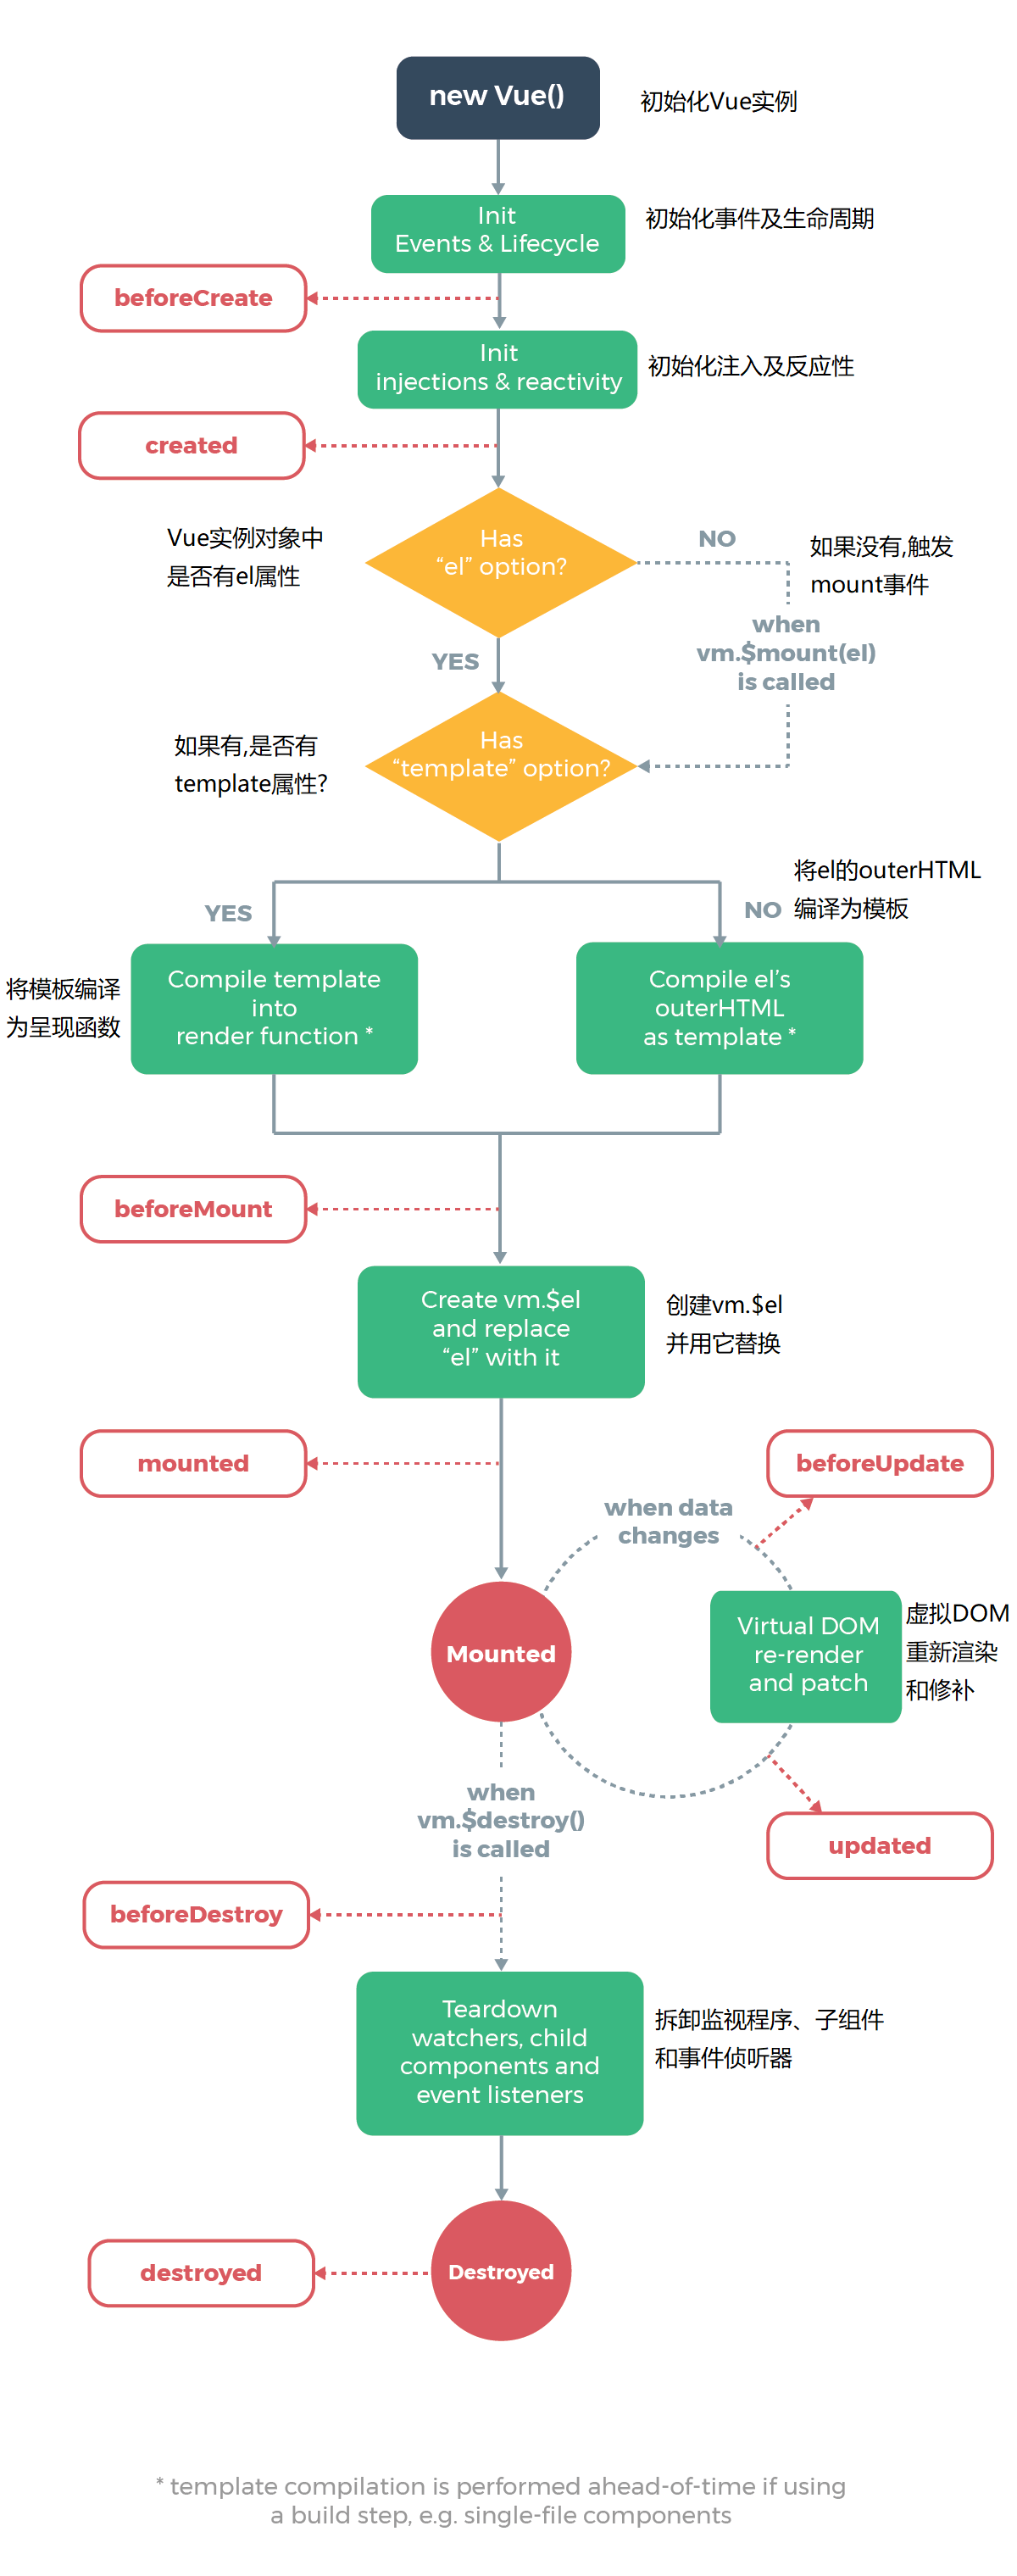 new Vue()
初始化Vue实例
Init
Events & Lifecycle
初始化事件及生命周期
beforeCreate
Init
injections & reactivity
初始化注入及反应性
created
Vue实例对象中
是否有el属性
Has
“el” option?
NO
如果没有,触发
mount事件
when
vm.$mount(el)
is called
YES
如果有,是否有
template属性?
Has
“template” option?
YES
NO
将el的outerHTML
编译为模板
将模板编译
为呈现函数
Compile template
into
render function *
Compile el’s
outerHTML
as template *
beforeMount
Create vm.$el
and replace
“el” with it
创建vm.$el
并用它替换
mounted
beforeUpdate
when data
changes
Mounted
Virtual DOM
re-render
and patch
虚拟DOM
重新渲染
和修补
when
vm.$destroy()
is called
updated
beforeDestroy
Teardown
watchers, child
components and
event listeners
拆卸监视程序、子组件
和事件侦听器
destroyed
Destroyed
* template compilation is performed ahead-of-time if using
a build step, e.g. single-file components